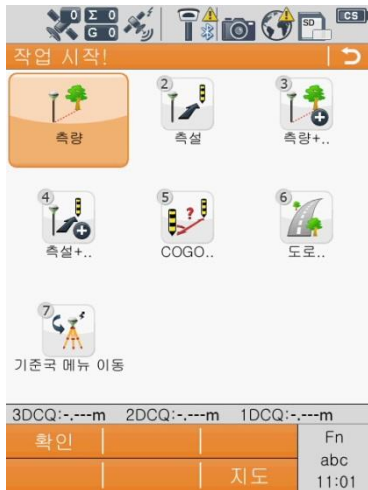 Σ 0
0
G 0
SD
CS
작업 시작!
측량
2
측설
3
측량+..
4
측설+..
5
?
COGO..
6
도로..
7
기준국 메뉴 이동
3DCQ:-.---m 2DCQ:-.---m 1DCQ:-.---m
확인
Fn
abc
지도
11:01